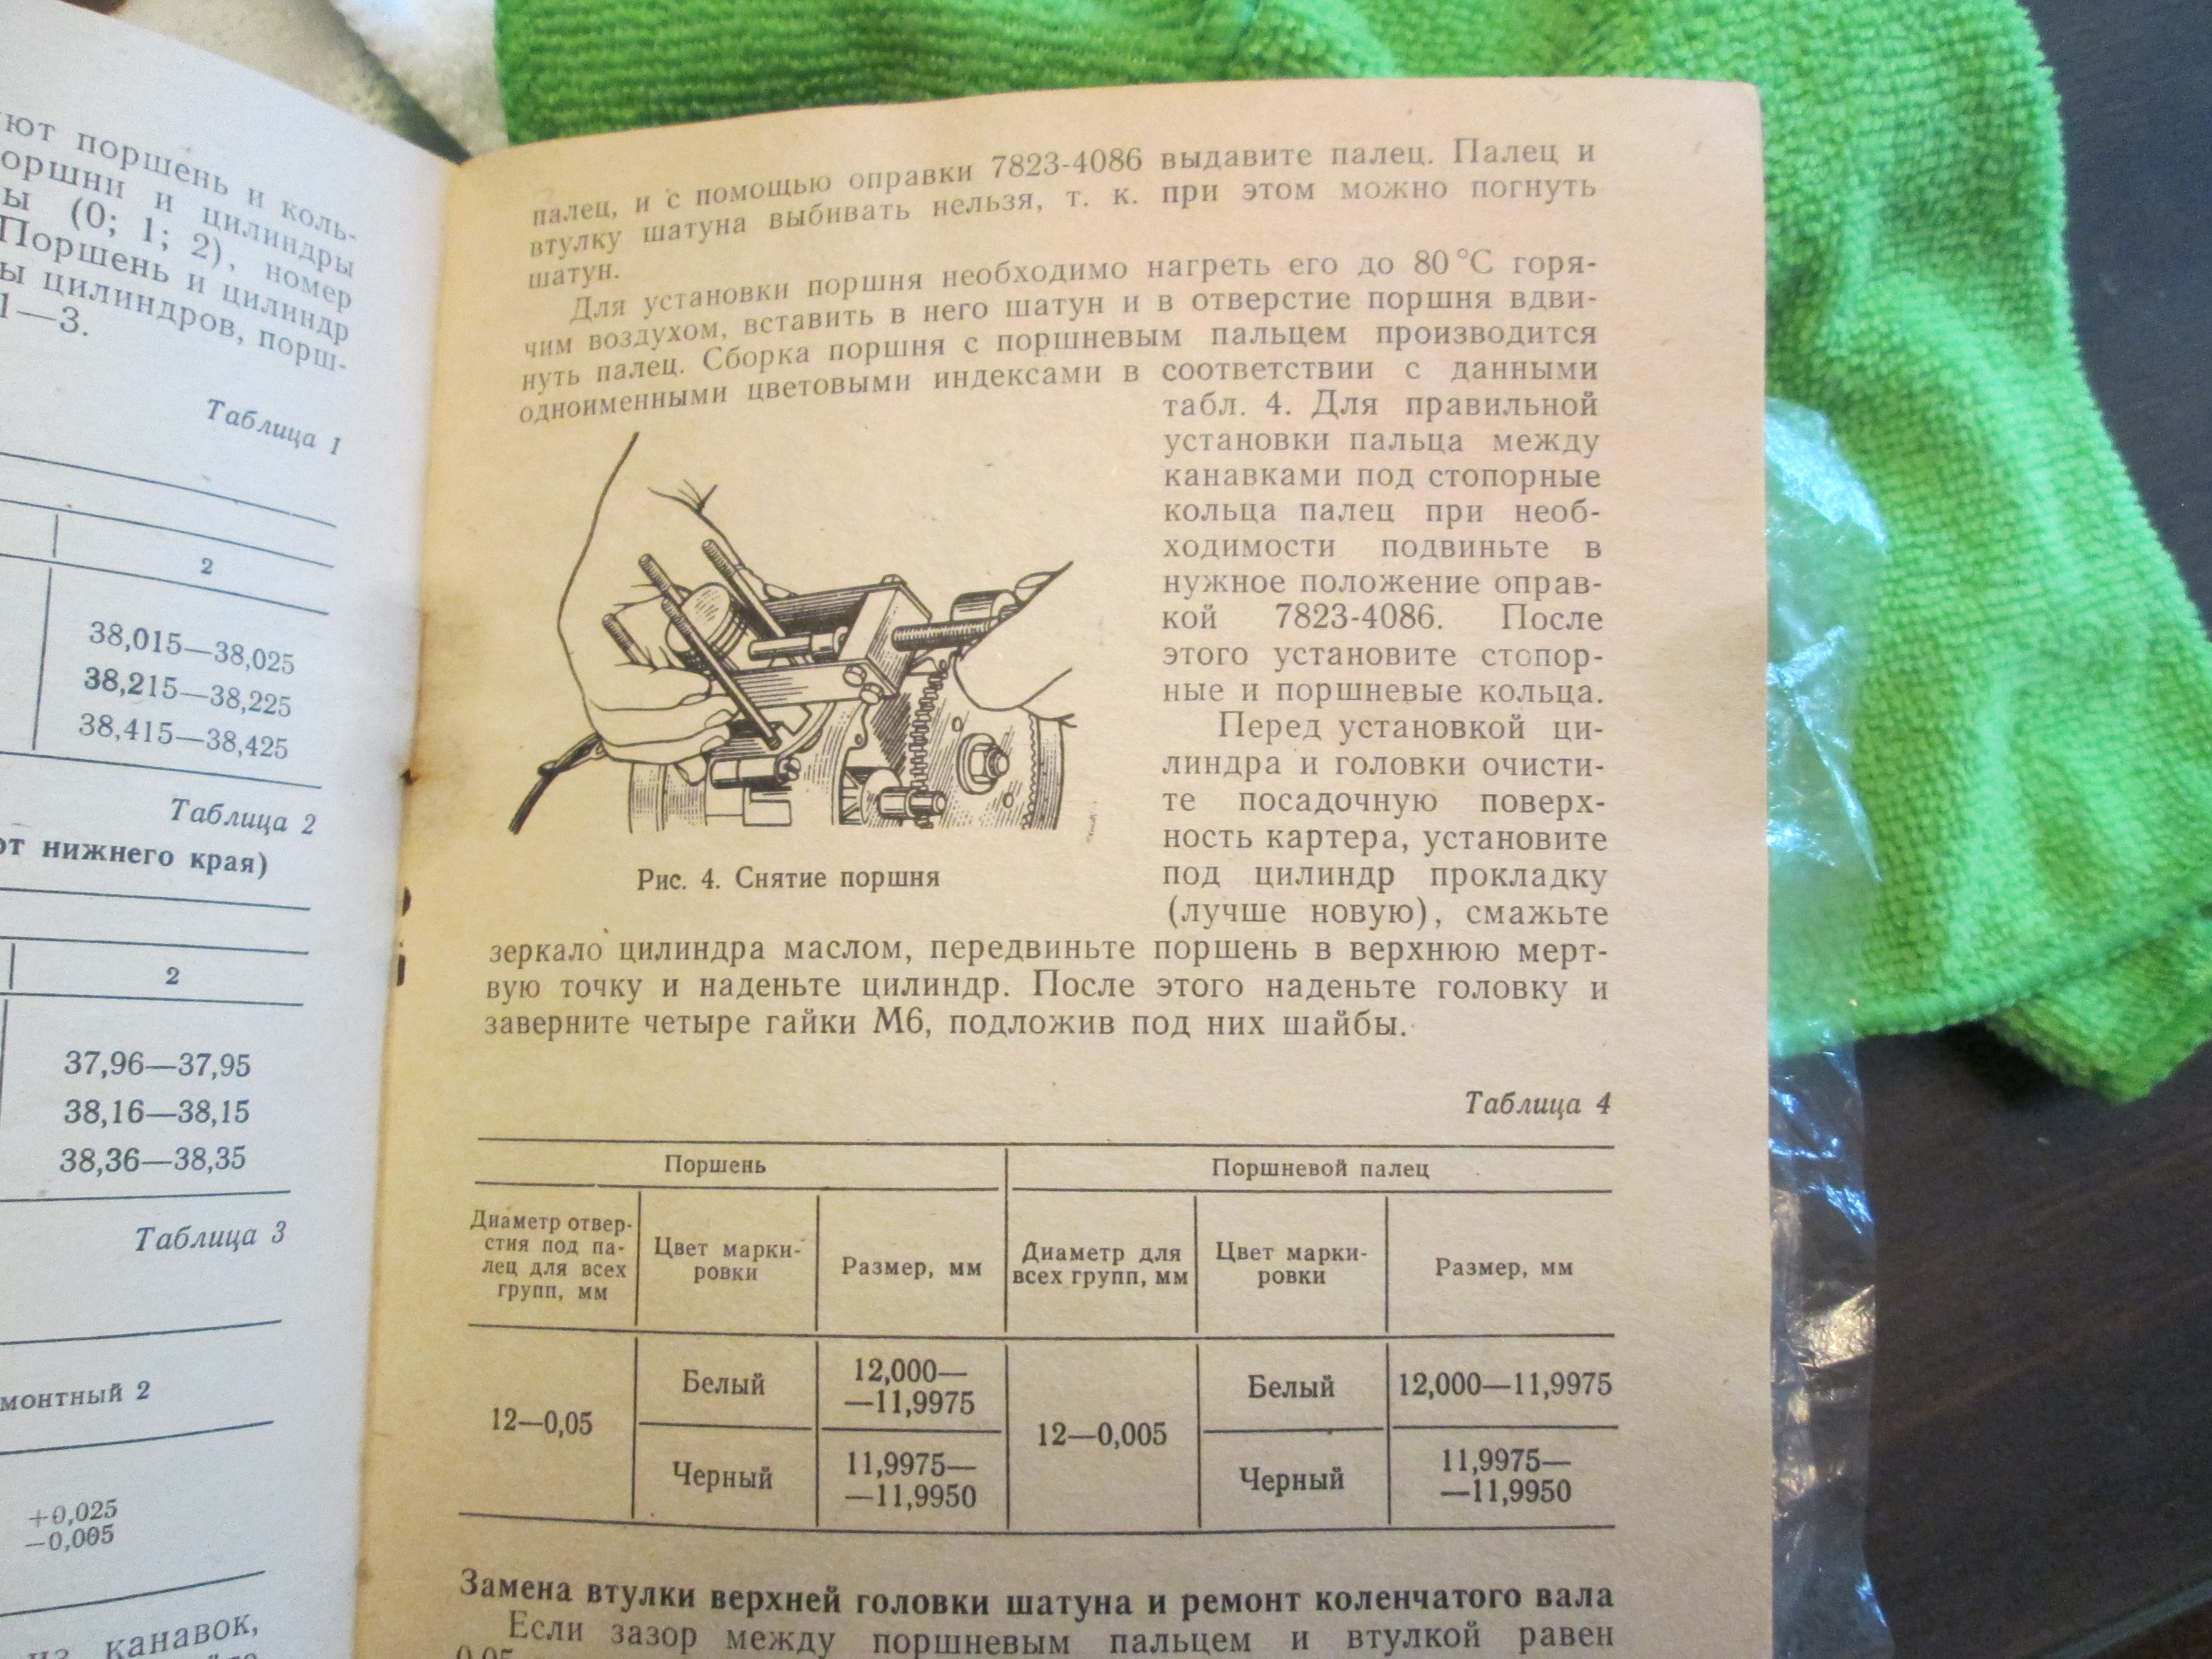 уют поршень и коль-
оршни и цилиндры
ы (0; 1; 2), номер
Поршень и цилиндр
ы цилиндров, порш-
1—3.
Таблица 1
2
38,015—38,025
38,215—38,225
38,415—38,425
Таблица 2
от нижнего края)
2
37,96—37,95
38,16—38,15
38,36—38,35
Таблица 3
монтный 2
+0,025
—0,005
из канавок,
палец, и с помощью оправки 7823-4086 выдавите палец. Палец и
втулку шатуна выбивать нельзя, т. к. при этом можно погнуть
шатун.
Для установки поршня необходимо нагреть его до 80 °С горя-
чим воздухом, вставить в него шатун и в отверстие поршня вдви-
нуть палец. Сборка поршня с поршневым пальцем производится
одноименными цветовыми индексами в соответствии с данными
табл. 4. Для правильной
установки пальца между
канавками под стопорные
кольца палец при необ-
ходимости подвиньте в
нужное положение оправ-
кой 7823-4086. После
этого установите стопор-
ные и поршневые кольца.
Перед установкой ци-
линдра и головки очисти-
те посадочную поверх-
ность картера, установите
под цилиндр прокладку
(лучше новую), смажьте
Рис. 4. Снятие поршня
зеркало цилиндра маслом, передвиньте поршень в верхнюю мерт-
вую точку и наденьте цилиндр. После этого наденьте головку и
заверните четыре гайки М6, подложив под них шайбы.
Таблица 4
Поршень Поршневой палец
Диаметр отвер-
стия под па-
лец для всех
групп, мм
Цвет марки-
ровки
Размер, мм
Диаметр для
всех групп, мм
Цвет марки-
ровки
Размер, мм
12—0,05
Белый
12,000—
—11,9975
Черный
11,9975—
—11,9950
12—0,005
Белый
12,000—11,9975
Черный
11,9975—
—11,9950
Замена втулки верхней головки шатуна и ремонт коленчатого вала
Если зазор между поршневым пальцем и втулкой равен
0,05